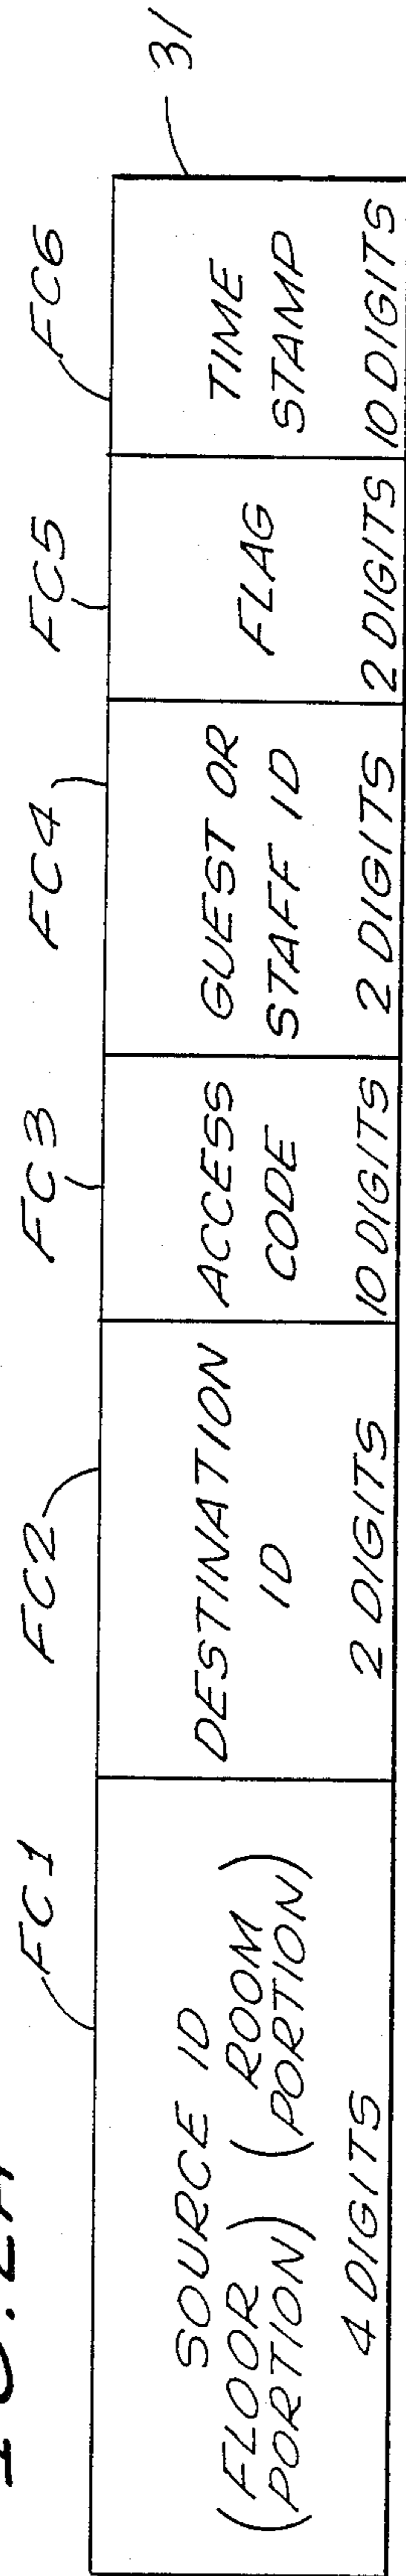 FC1
FC2
FC3
FC4
FC5
FC6
31
SOURCE ID
(FLOOR PORTION) (ROOM PORTION)
4 DIGITS
DESTINATION
ID
2 DIGITS
ACCESS
CODE
10 DIGITS
GUEST OR
STAFF ID
2 DIGITS
FLAG
2 DIGITS
TIME
STAMP
10 DIGITS